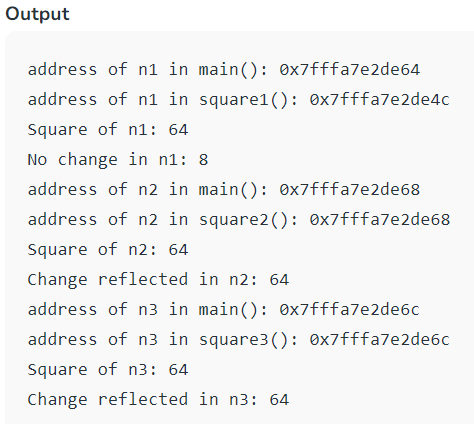 Output
address of n1 in main(): 0x7fffa7e2de64
address of n1 in square1(): 0x7fffa7e2de4c
Square of n1: 64
No change in n1: 8
address of n2 in main(): 0x7fffa7e2de68
address of n2 in square2(): 0x7fffa7e2de68
Square of n2: 64
Change reflected in n2: 64
address of n3 in main(): 0x7fffa7e2de6c
address of n3 in square3(): 0x7fffa7e2de6c
Square of n3: 64
Change reflected in n3: 64